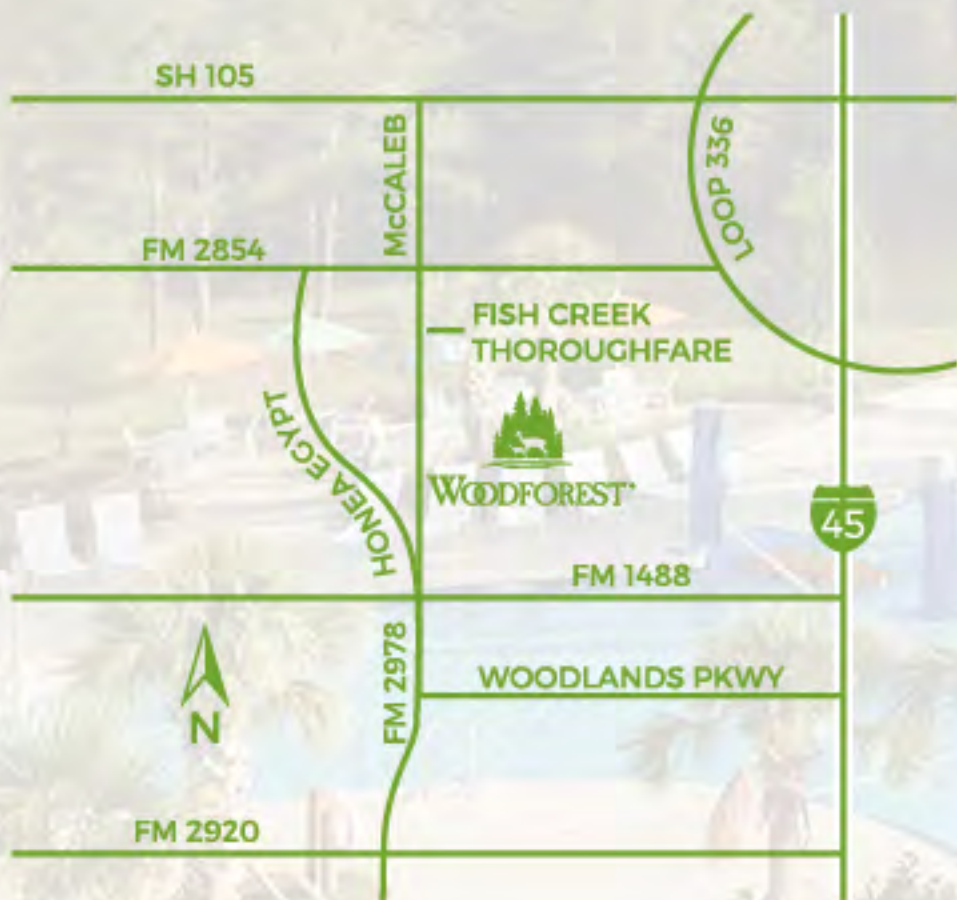 SH 105
McCALEB
LOOP 336
FM 2854
FISH CREEK
THOROUGHFARE
HONEA EGYPT
WOODFOREST
45
FM 1488
FM 2978
WOODLANDS PKWY
N
FM 2920